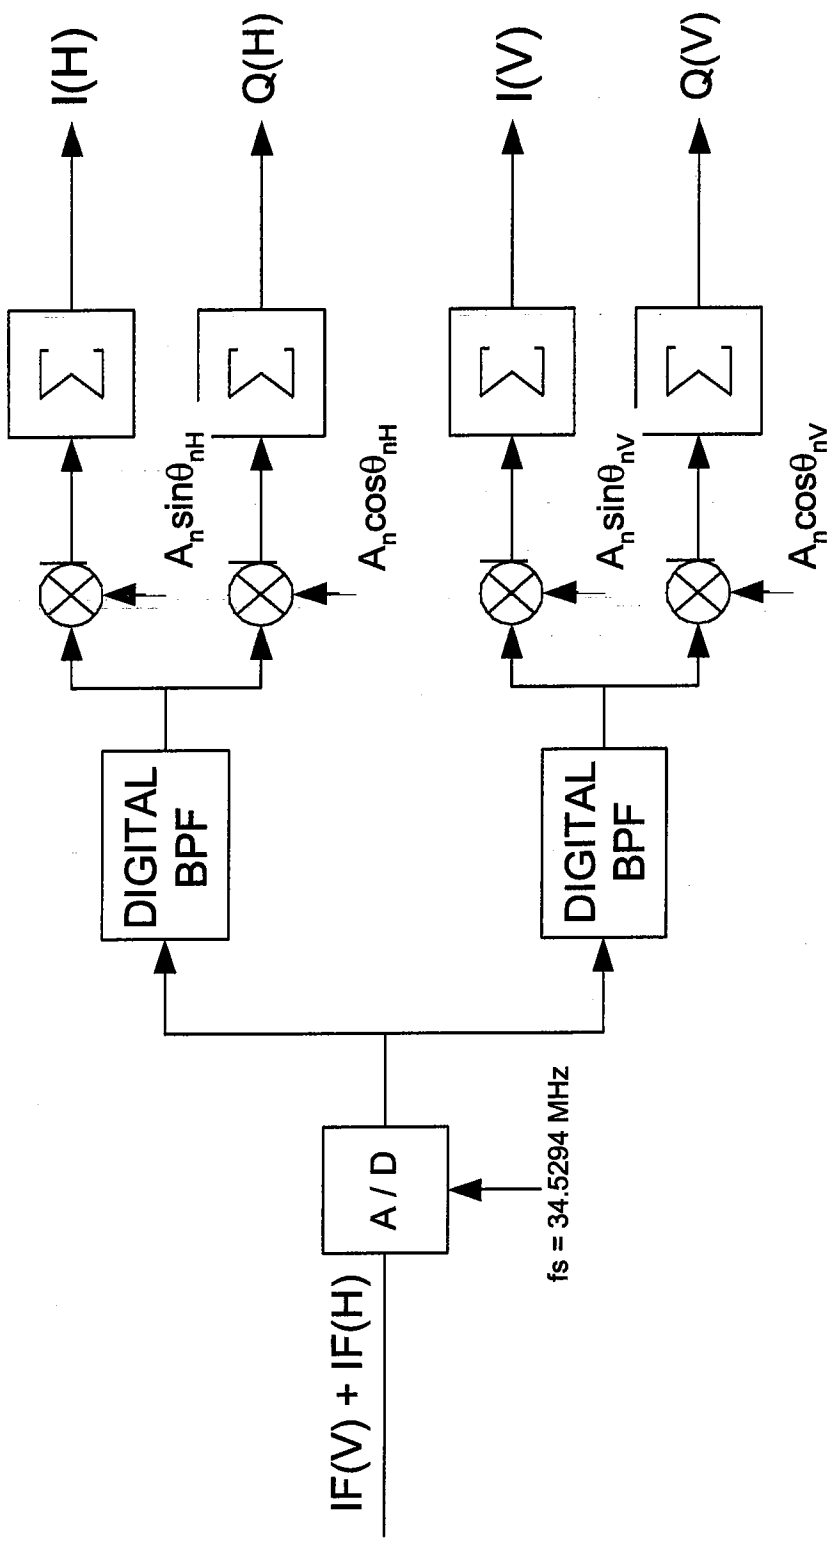 IF(V) + IF(H)
A / D
fs = 34.5294 MHz
DIGITAL
BPF
DIGITAL
BPF
AₙsinθₙH
AₙcosθₙH
AₙsinθₙV
AₙcosθₙV
Σ
Σ
Σ
Σ
I(H)
Q(H)
I(V)
Q(V)